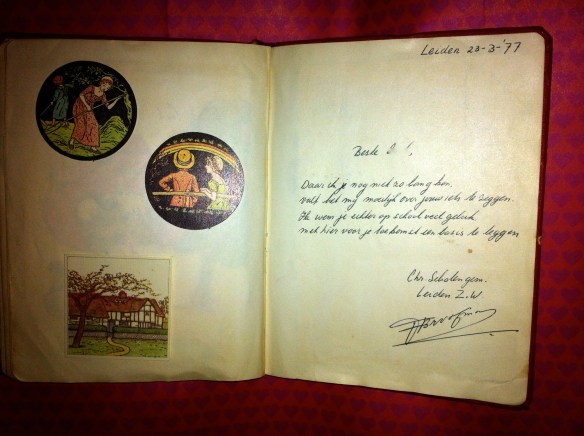 Leiden 23-3-'77
Beste
Daar ik je nog niet zo lang ken,
valt het mij moeilijk over jouw iets te zeggen.
Ik wens je echter op school veel geluk
met hier voor je toekomst een basis te leggen
Chr. Scholengem.
Leiden Z.W.